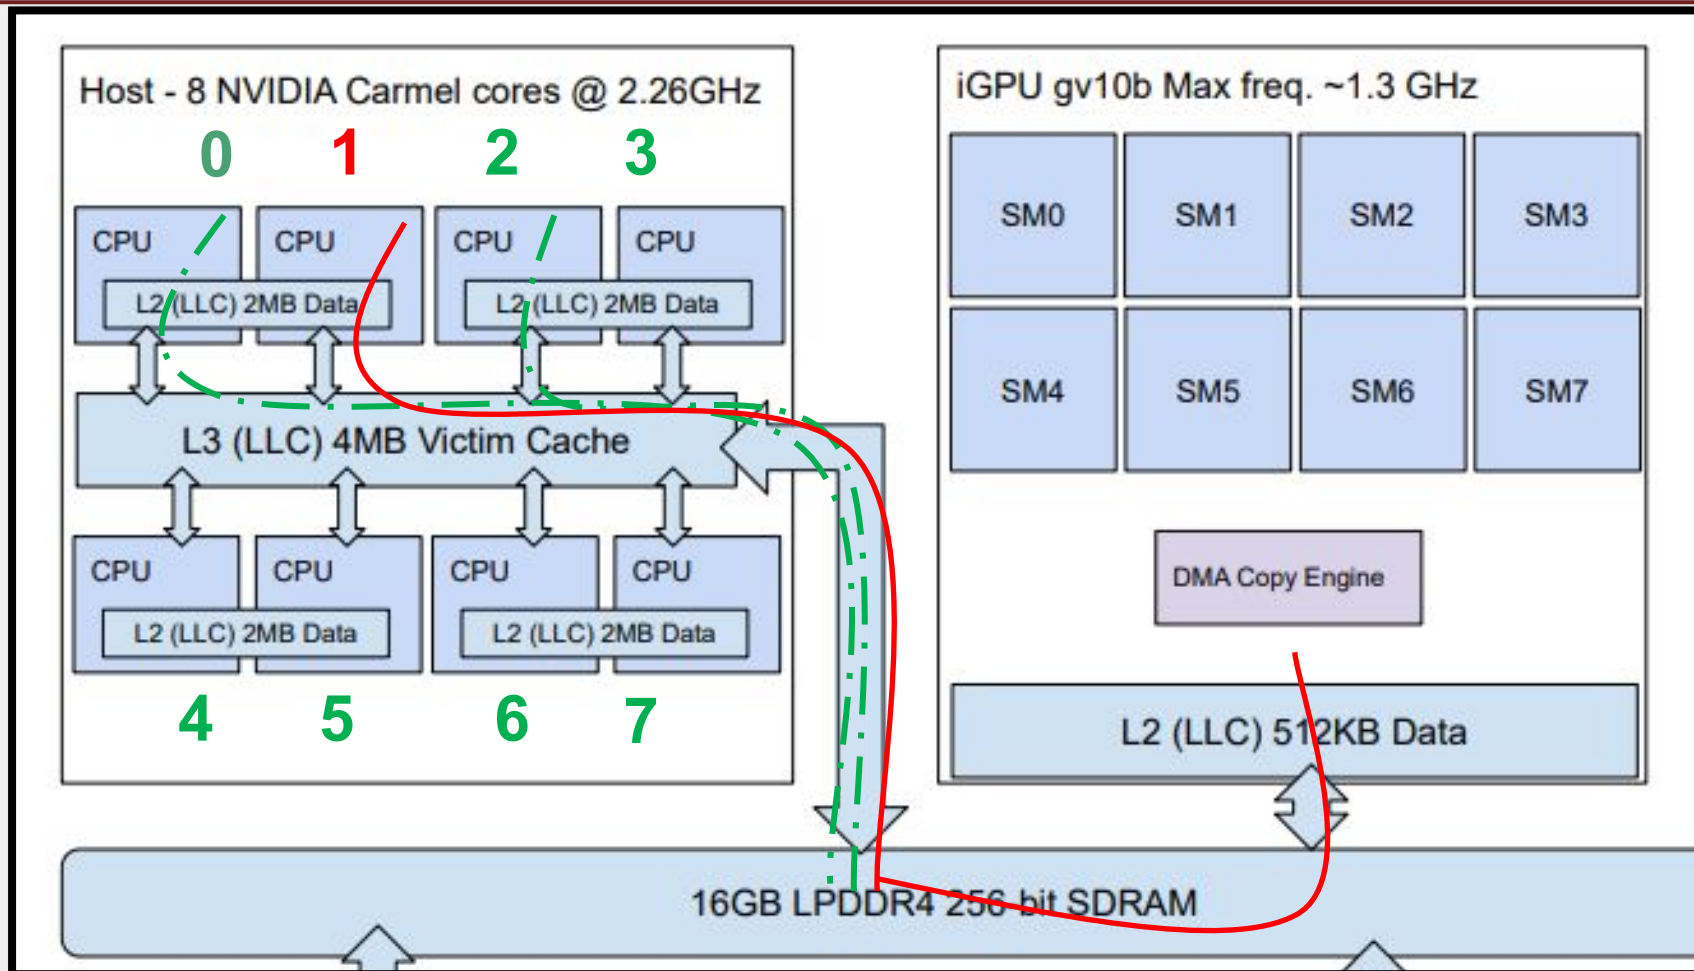 Host - 8 NVIDIA Carmel cores @ 2.26GHz
0 1 2 3
CPU CPU CPU CPU
L2 (LLC) 2MB Data L2 (LLC) 2MB Data
L3 (LLC) 4MB Victim Cache
CPU CPU CPU CPU
L2 (LLC) 2MB Data L2 (LLC) 2MB Data
4 5 6 7
iGPU gv10b Max freq. ~1.3 GHz
SM0 SM1 SM2 SM3
SM4 SM5 SM6 SM7
DMA Copy Engine
L2 (LLC) 512KB Data
16GB LPDDR4 256-bit SDRAM